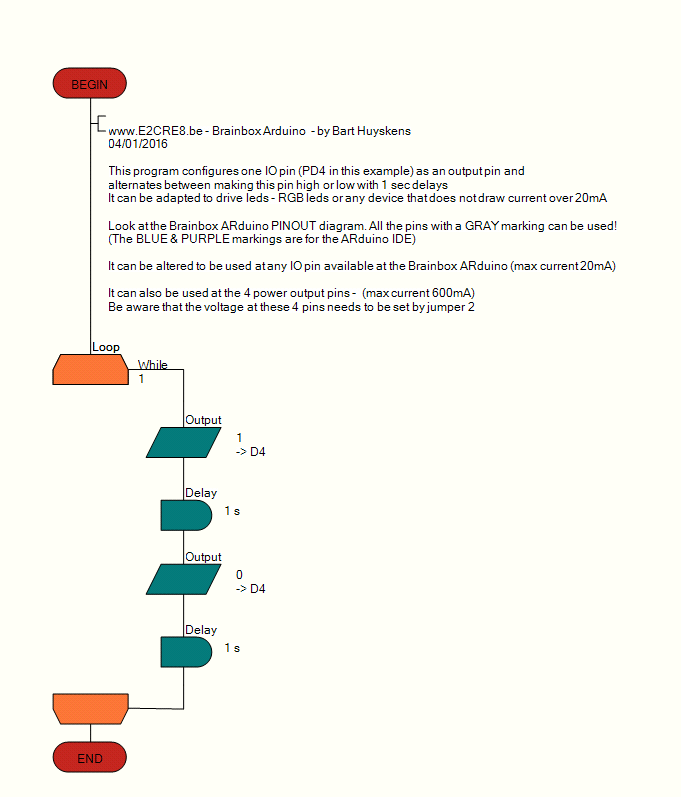 BEGIN
www.E2CRE8.be - Brainbox Arduino - by Bart Huyskens
04/01/2016
This program configures one IO pin (PD4 in this example) as an output pin and
alternates between making this pin high or low with 1 sec delays
It can be adapted to drive leds - RGB leds or any device that does not draw current over 20mA
Look at the Brainbox ARduino PINOUT diagram. All the pins with a GRAY marking can be used!
(The BLUE & PURPLE markings are for the ARduino IDE)
It can be altered to be used at any IO pin available at the Brainbox ARduino (max current 20mA)
It can also be used at the 4 power output pins - (max current 600mA)
Be aware that the voltage at these 4 pins needs to be set by jumper 2
Loop
While
1
Output
1
-> D4
Delay
1 s
Output
0
-> D4
Delay
1 s
END